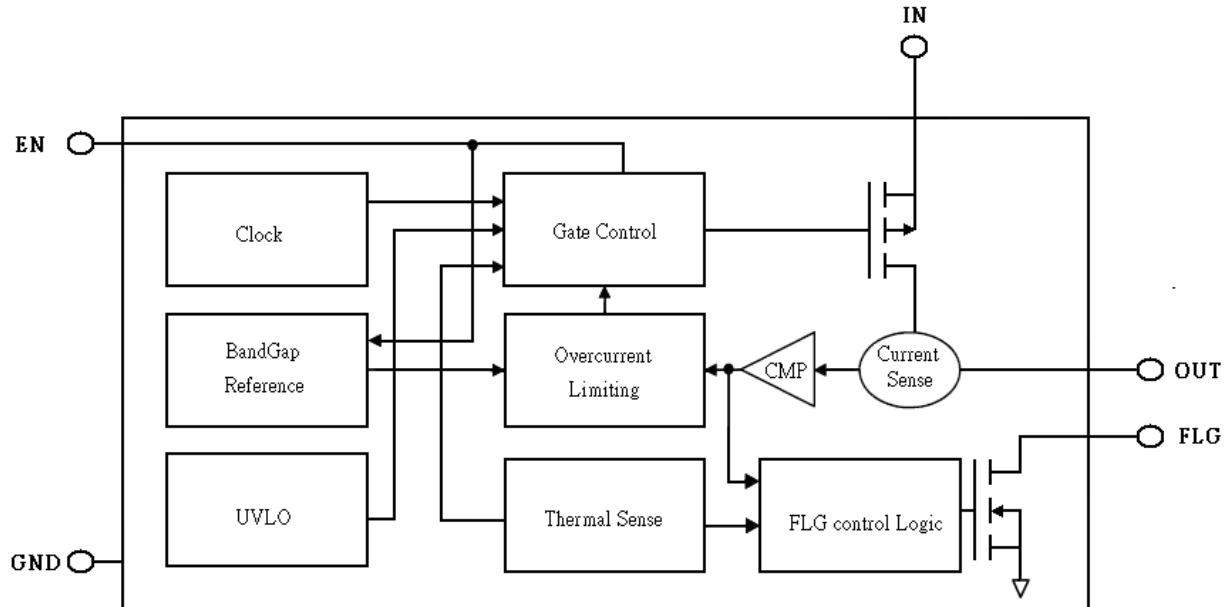 IN
EN
Clock
Gate Control
BandGap
Reference
Overcurrent
Limiting
CMP
Current
Sense
OUT
FLG
UVLO
Thermal Sense
FLG control Logic
GND